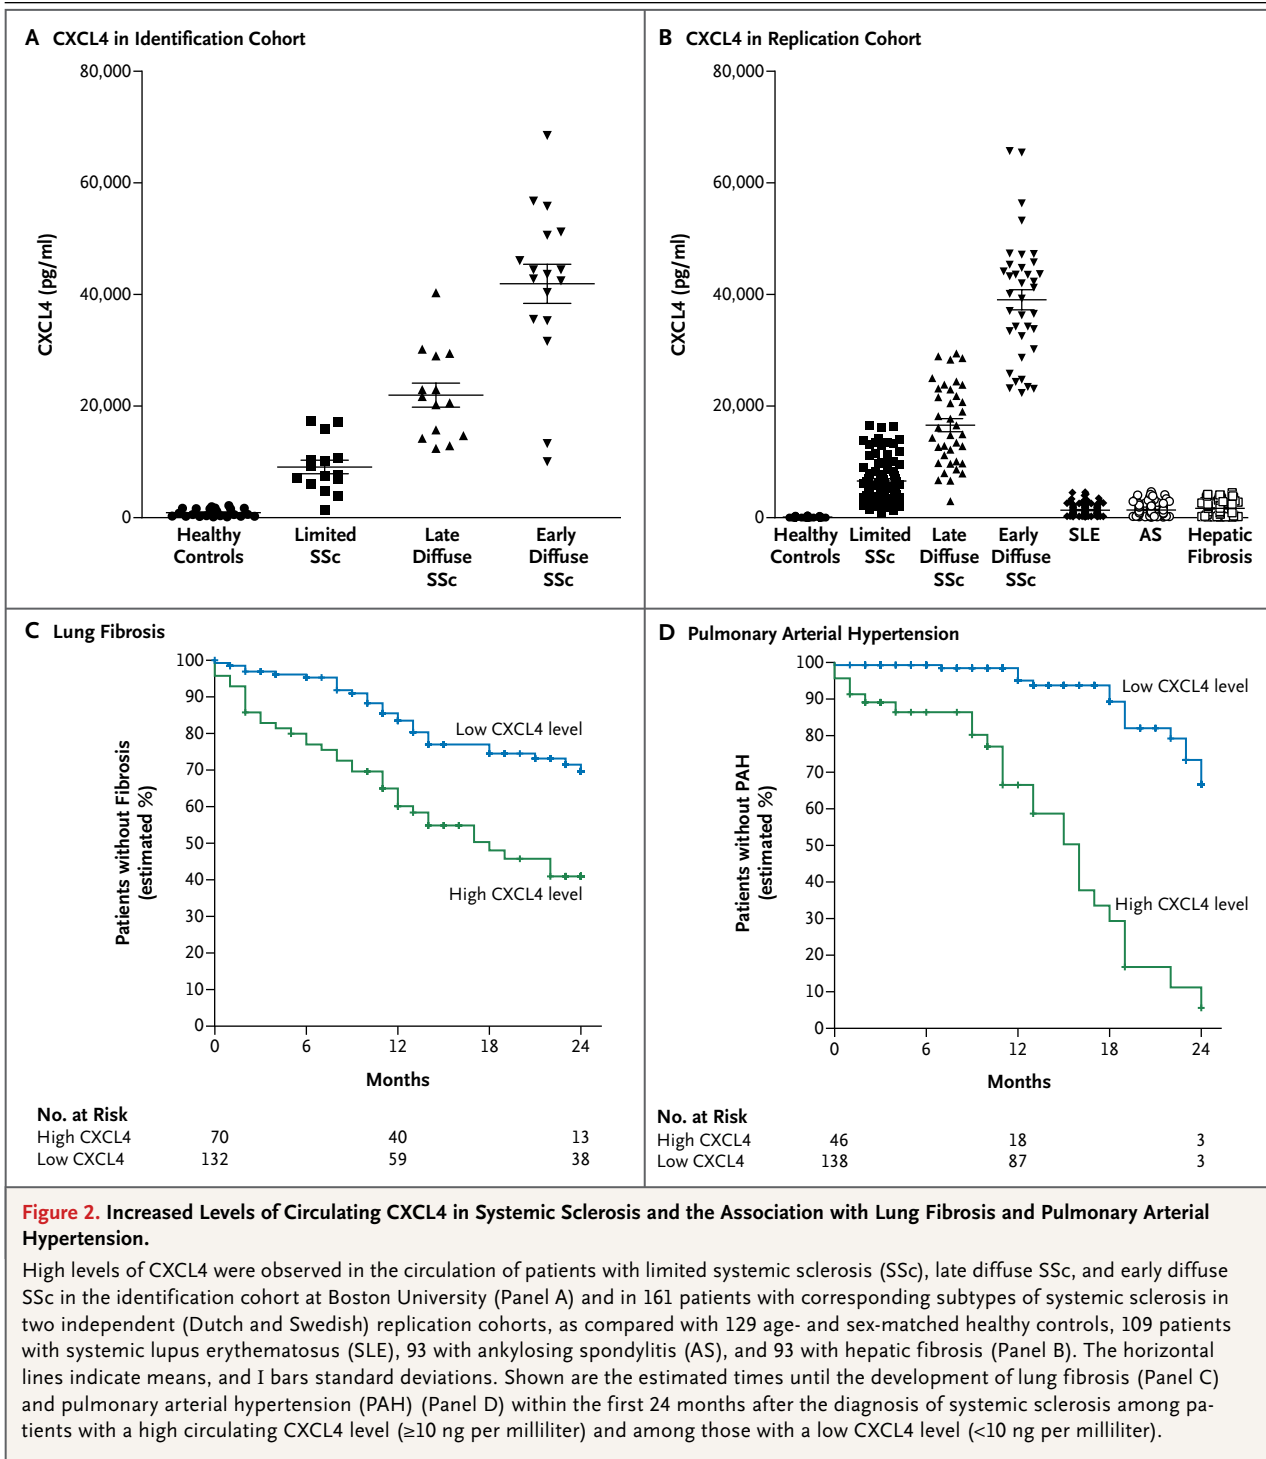 A CXCL4 in Identification Cohort
80,000
60,000
40,000
20,000
0
CXCL4 (pg/ml)
Healthy Controls
Limited SSc
Late Diffuse SSc
Early Diffuse SSc
B CXCL4 in Replication Cohort
80,000
60,000
40,000
20,000
0
CXCL4 (pg/ml)
Healthy Controls
Limited SSc
Late Diffuse SSc
Early Diffuse SSc
SLE
AS
Hepatic Fibrosis
C Lung Fibrosis
100
90
80
70
60
50
40
30
20
10
0
Patients without Fibrosis
(estimated %)
Low CXCL4 level
High CXCL4 level
0 6 12 18 24
Months
No. at Risk
High CXCL4 70 40 13
Low CXCL4 132 59 38
D Pulmonary Arterial Hypertension
100
90
80
70
60
50
40
30
20
10
0
Patients without PAH
(estimated %)
Low CXCL4 level
High CXCL4 level
0 6 12 18 24
Months
No. at Risk
High CXCL4 46 18 3
Low CXCL4 138 87 3
Figure 2. Increased Levels of Circulating CXCL4 in Systemic Sclerosis and the Association with Lung Fibrosis and Pulmonary Arterial
Hypertension.
High levels of CXCL4 were observed in the circulation of patients with limited systemic sclerosis (SSc), late diffuse SSc, and early diffuse
SSc in the identification cohort at Boston University (Panel A) and in 161 patients with corresponding subtypes of systemic sclerosis in
two independent (Dutch and Swedish) replication cohorts, as compared with 129 age- and sex-matched healthy controls, 109 patients
with systemic lupus erythematosus (SLE), 93 with ankylosing spondylitis (AS), and 93 with hepatic fibrosis (Panel B). The horizontal
lines indicate means, and I bars standard deviations. Shown are the estimated times until the development of lung fibrosis (Panel C)
and pulmonary arterial hypertension (PAH) (Panel D) within the first 24 months after the diagnosis of systemic sclerosis among pa-
tients with a high circulating CXCL4 level (≥10 ng per milliliter) and among those with a low CXCL4 level (<10 ng per milliliter).